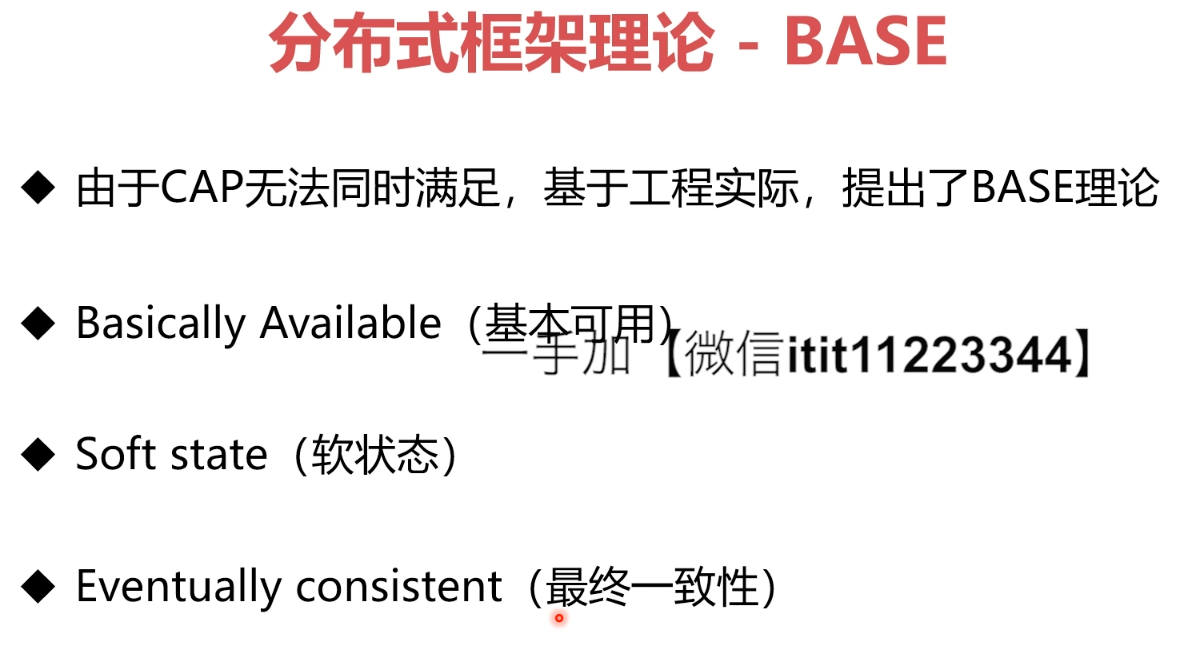 分布式框架理论 - BASE
◆ 由于CAP无法同时满足，基于工程实际，提出了BASE理论
◆ Basically Available（基本可用）
一手加【微信itit11223344】
◆ Soft state（软状态）
◆ Eventually consistent（最终一致性）